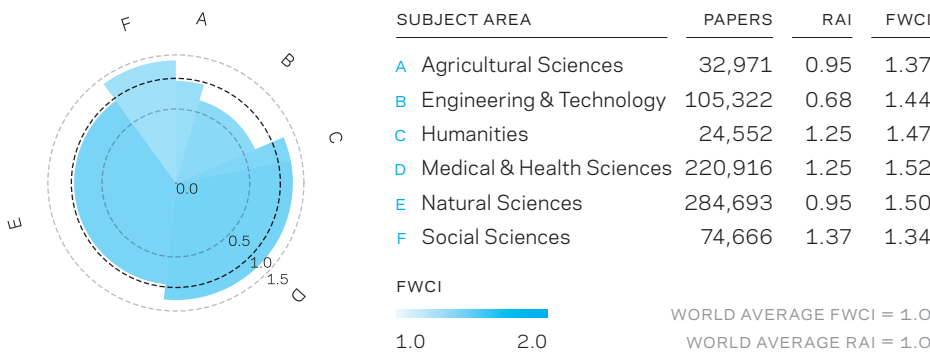 F
A
B
C
D
E
0.0
0.5
1.0
1.5
SUBJECT AREA PAPERS RAI FWCI
A Agricultural Sciences 32,971 0.95 1.37
B Engineering & Technology 105,322 0.68 1.44
C Humanities 24,552 1.25 1.47
D Medical & Health Sciences 220,916 1.25 1.52
E Natural Sciences 284,693 0.95 1.50
F Social Sciences 74,666 1.37 1.34
FWCI
1.0 2.0
WORLD AVERAGE FWCI = 1.0
WORLD AVERAGE RAI = 1.0